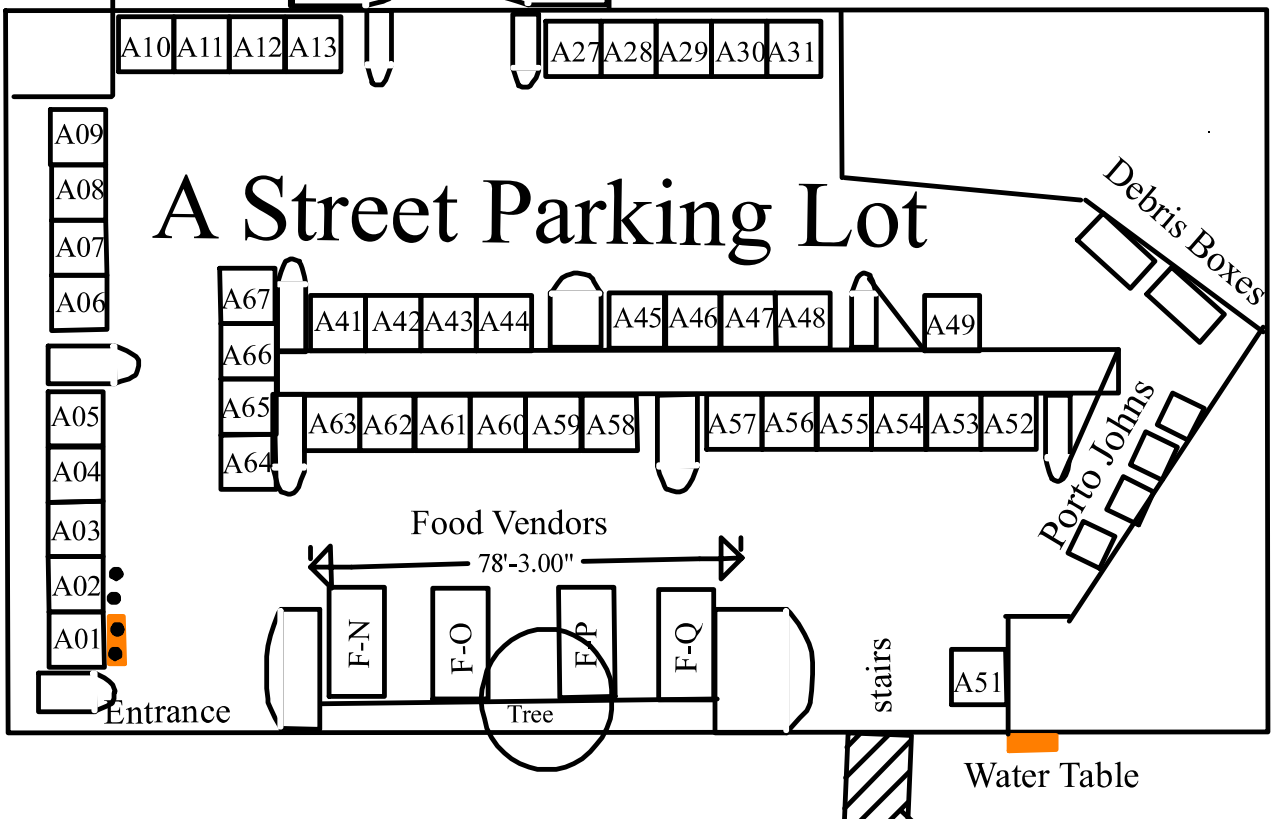 A10 A11 A12 A13
A27 A28 A29 A30 A31
A09
A08
A07
A06
A Street Parking Lot
Debris Boxes
A67
A66
A65
A64
A41 A42 A43 A44
A45 A46 A47 A48
A49
A63 A62 A61 A60 A59 A58
A57 A56 A55 A54 A53 A52
Porto Johns
A05
A04
A03
A02
A01
Food Vendors
78'-3.00"
F-N
F-O
F-P
F-Q
Tree
Entrance
stairs
A51
Water Table